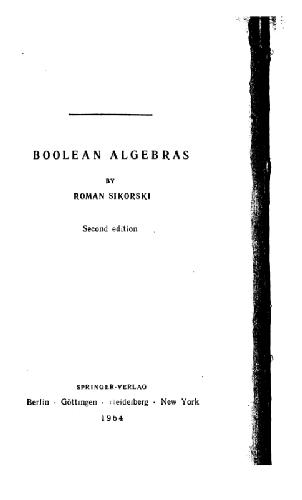 BOOLEAN ALGEBRAS
BY
ROMAN SIKORSKI
Second edition
SPRINGER-VERLAG
Berlin · Göttingen · Heidelberg · New York
1964